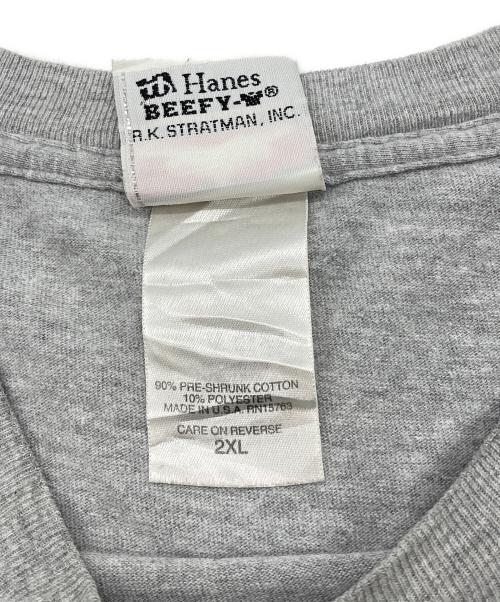 Hanes
BEEFY-T®
R.K. STRATMAN, INC.
90% PRE-SHRUNK COTTON
10% POLYESTER
MADE IN U.S.A. RN15763
CARE ON REVERSE
2XL